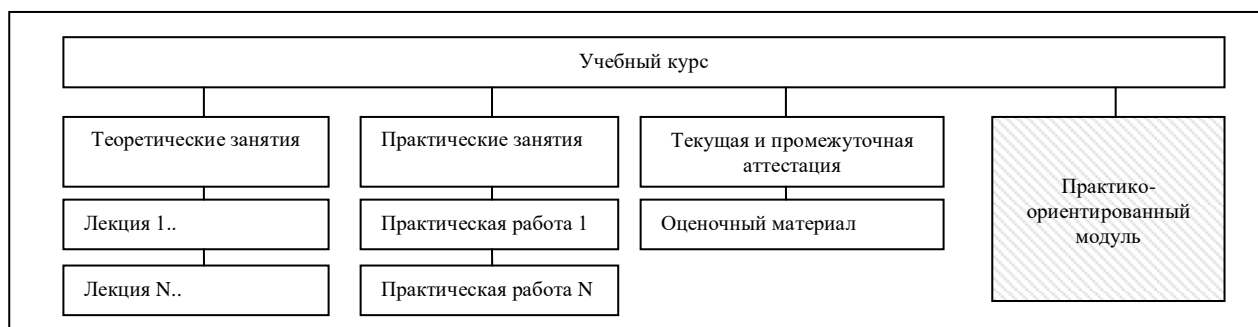 Учебный курс
Теоретические занятия
Практические занятия
Текущая и промежуточная
аттестация
Практико-
ориентированный
модуль
Лекция 1..
Практическая работа 1
Оценочный материал
Лекция N..
Практическая работа N